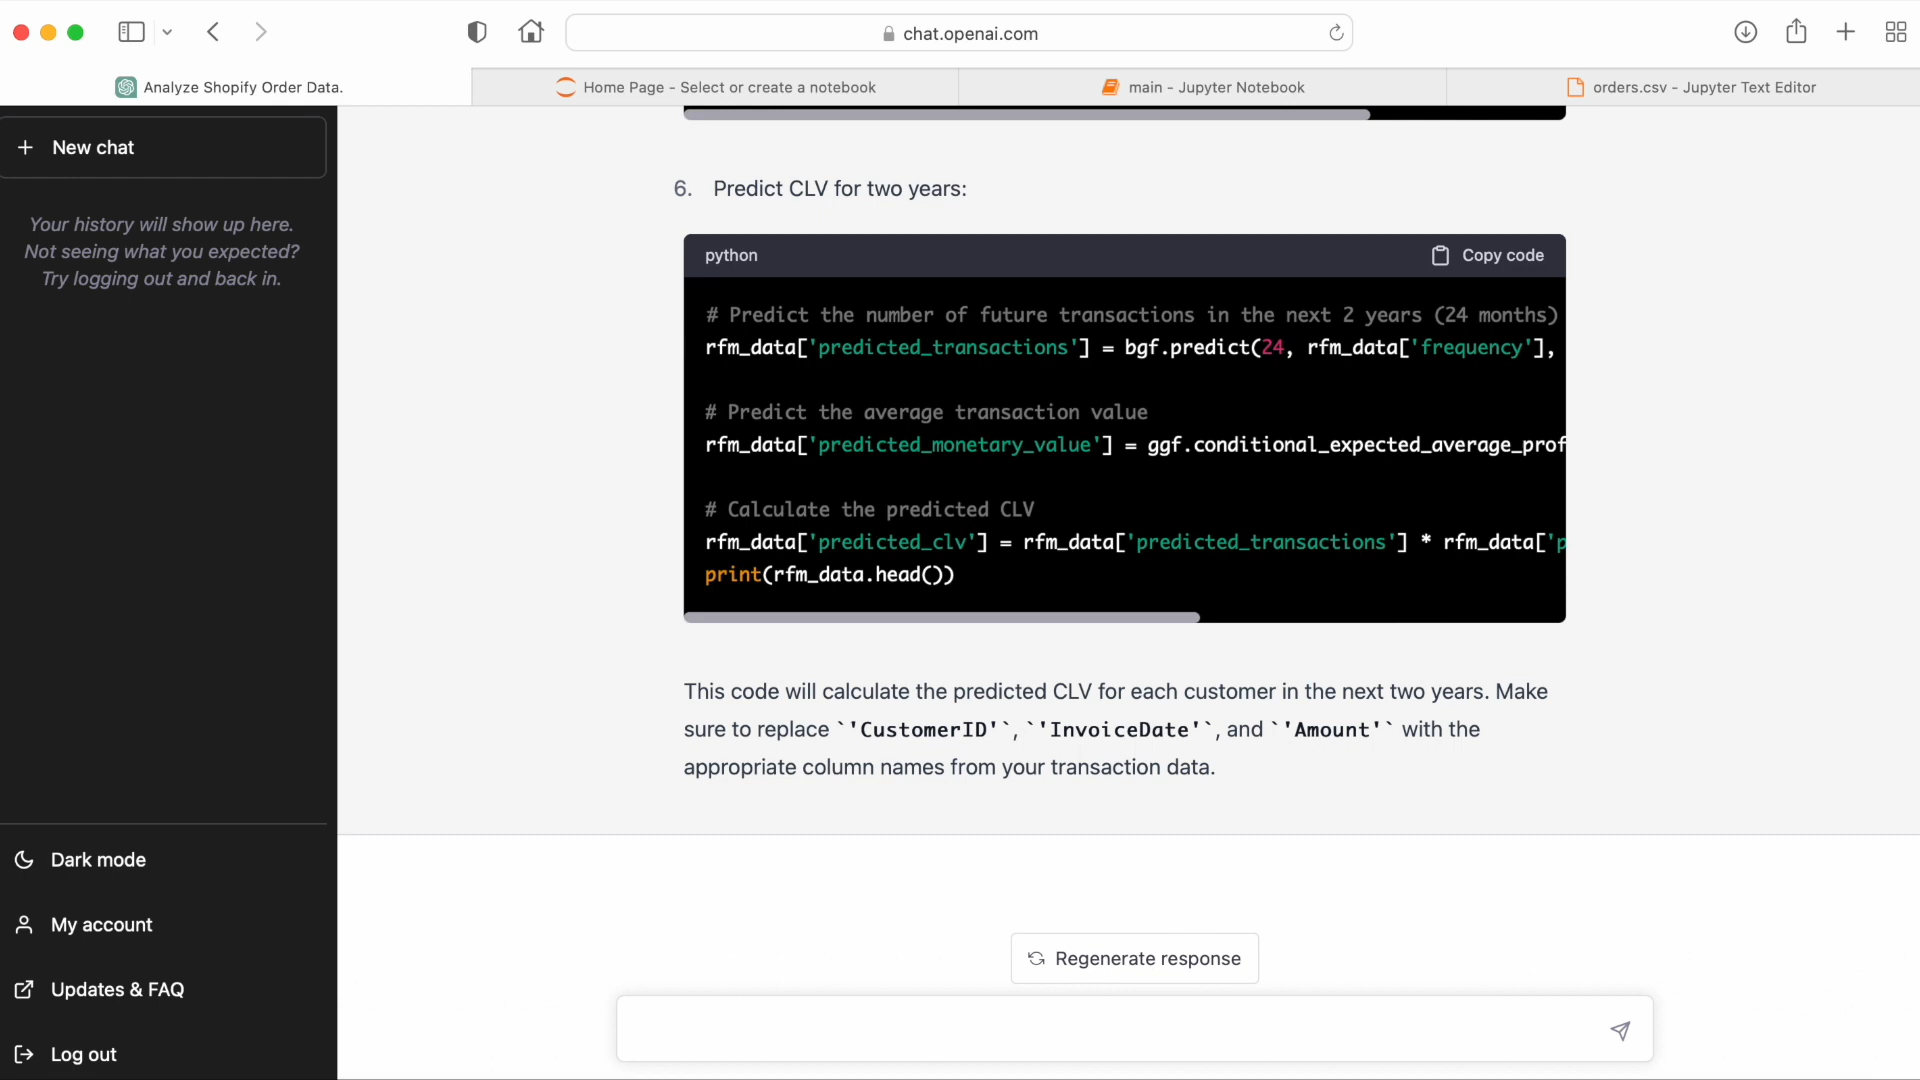 chat.openai.com
Analyze Shopify Order Data.
Home Page - Select or create a notebook
main - Jupyter Notebook
orders.csv - Jupyter Text Editor
New chat
Your history will show up here.
Not seeing what you expected?
Try logging out and back in.
6. Predict CLV for two years:
python
Copy code
# Predict the number of future transactions in the next 2 years (24 months)
rfm_data['predicted_transactions'] = bgf.predict(24, rfm_data['frequency'],
# Predict the average transaction value
rfm_data['predicted_monetary_value'] = ggf.conditional_expected_average_prof
# Calculate the predicted CLV
rfm_data['predicted_clv'] = rfm_data['predicted_transactions'] * rfm_data['p
print(rfm_data.head())
This code will calculate the predicted CLV for each customer in the next two years. Make
sure to replace `'CustomerID'`, `'InvoiceDate'`, and `'Amount'` with the
appropriate column names from your transaction data.
Dark mode
My account
Updates & FAQ
Log out
Regenerate response